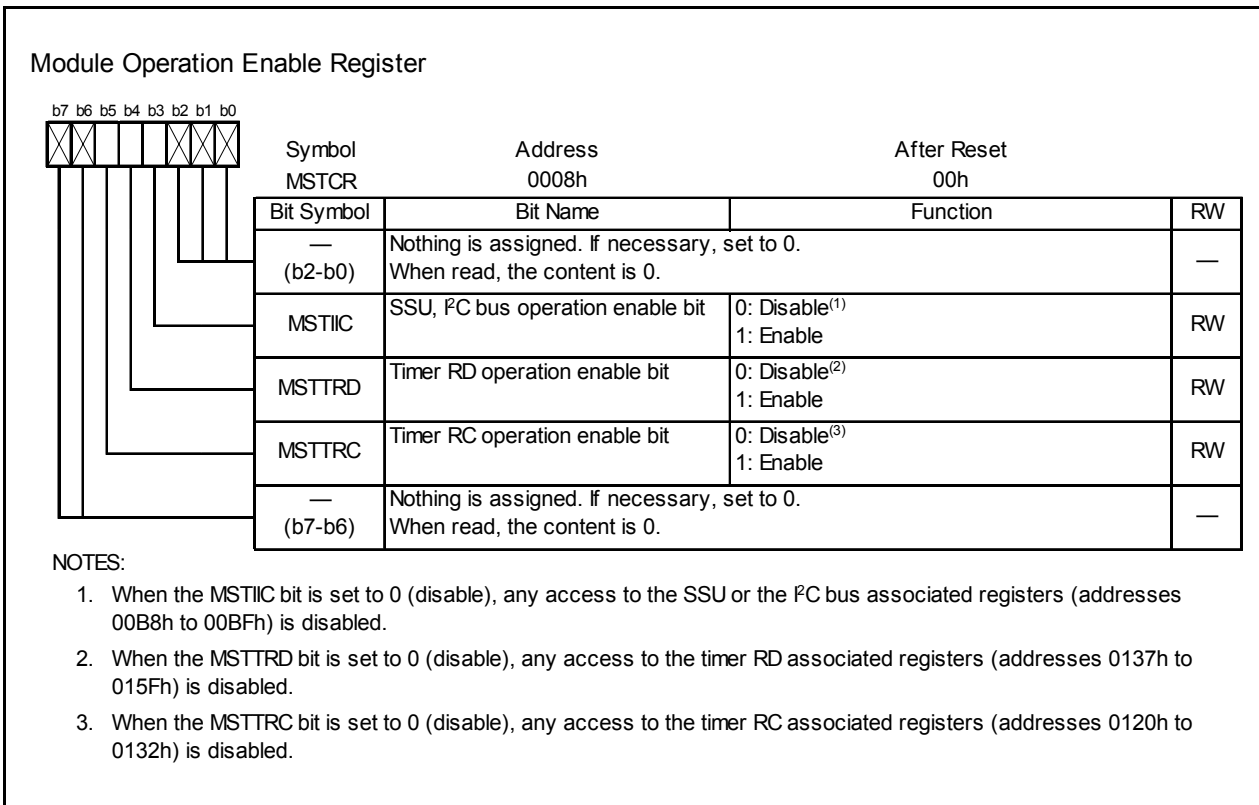 Module Operation Enable Register
b7 b6 b5 b4 b3 b2 b1 b0
Symbol Address After Reset
MSTCR 0008h 00h
Bit Symbol Bit Name Function RW
— Nothing is assigned. If necessary, set to 0. —
(b2-b0) When read, the content is 0.
MSTIIC SSU, I²C bus operation enable bit 0: Disable(1) RW
1: Enable
MSTTRD Timer RD operation enable bit 0: Disable(2) RW
1: Enable
MSTTRC Timer RC operation enable bit 0: Disable(3) RW
1: Enable
— Nothing is assigned. If necessary, set to 0. —
(b7-b6) When read, the content is 0.
NOTES:
1. When the MSTIIC bit is set to 0 (disable), any access to the SSU or the I²C bus associated registers (addresses
00B8h to 00BFh) is disabled.
2. When the MSTTRD bit is set to 0 (disable), any access to the timer RD associated registers (addresses 0137h to
015Fh) is disabled.
3. When the MSTTRC bit is set to 0 (disable), any access to the timer RC associated registers (addresses 0120h to
0132h) is disabled.